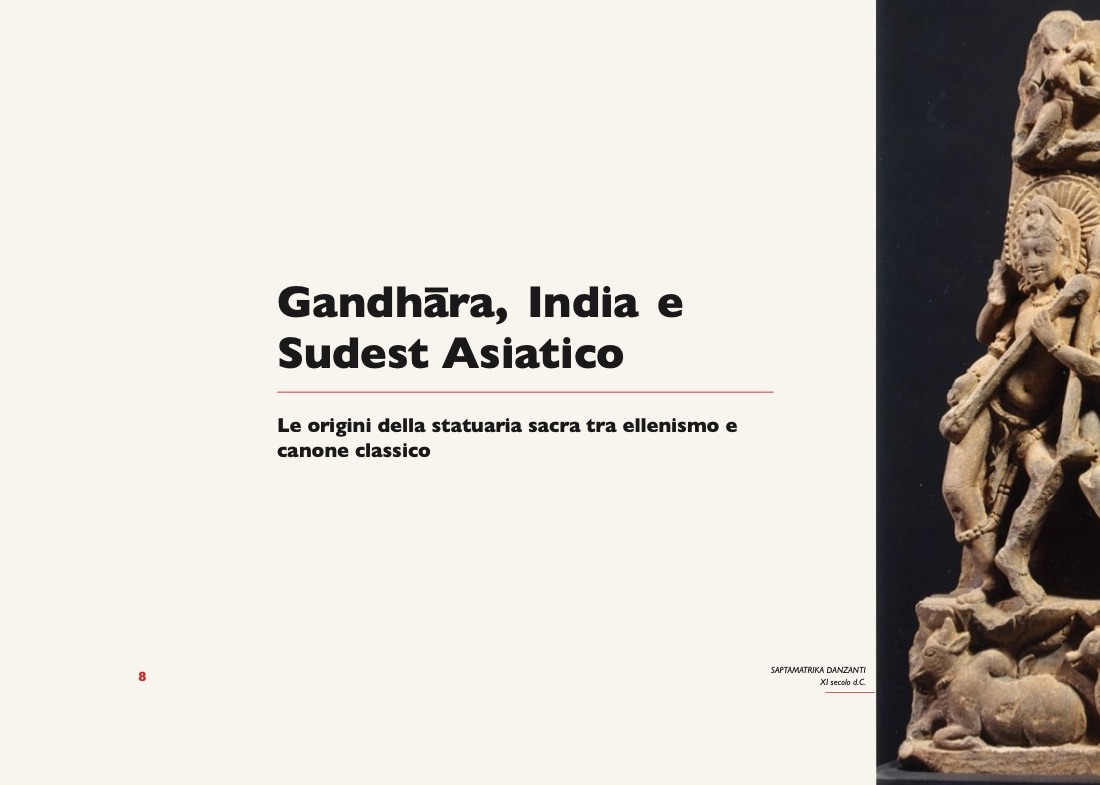 Gandhāra, India e
Sudest Asiatico
Le origini della statuaria sacra tra ellenismo e
canone classico
8
SAPTAMATRIKA DANZANTI
XI secolo d.C.